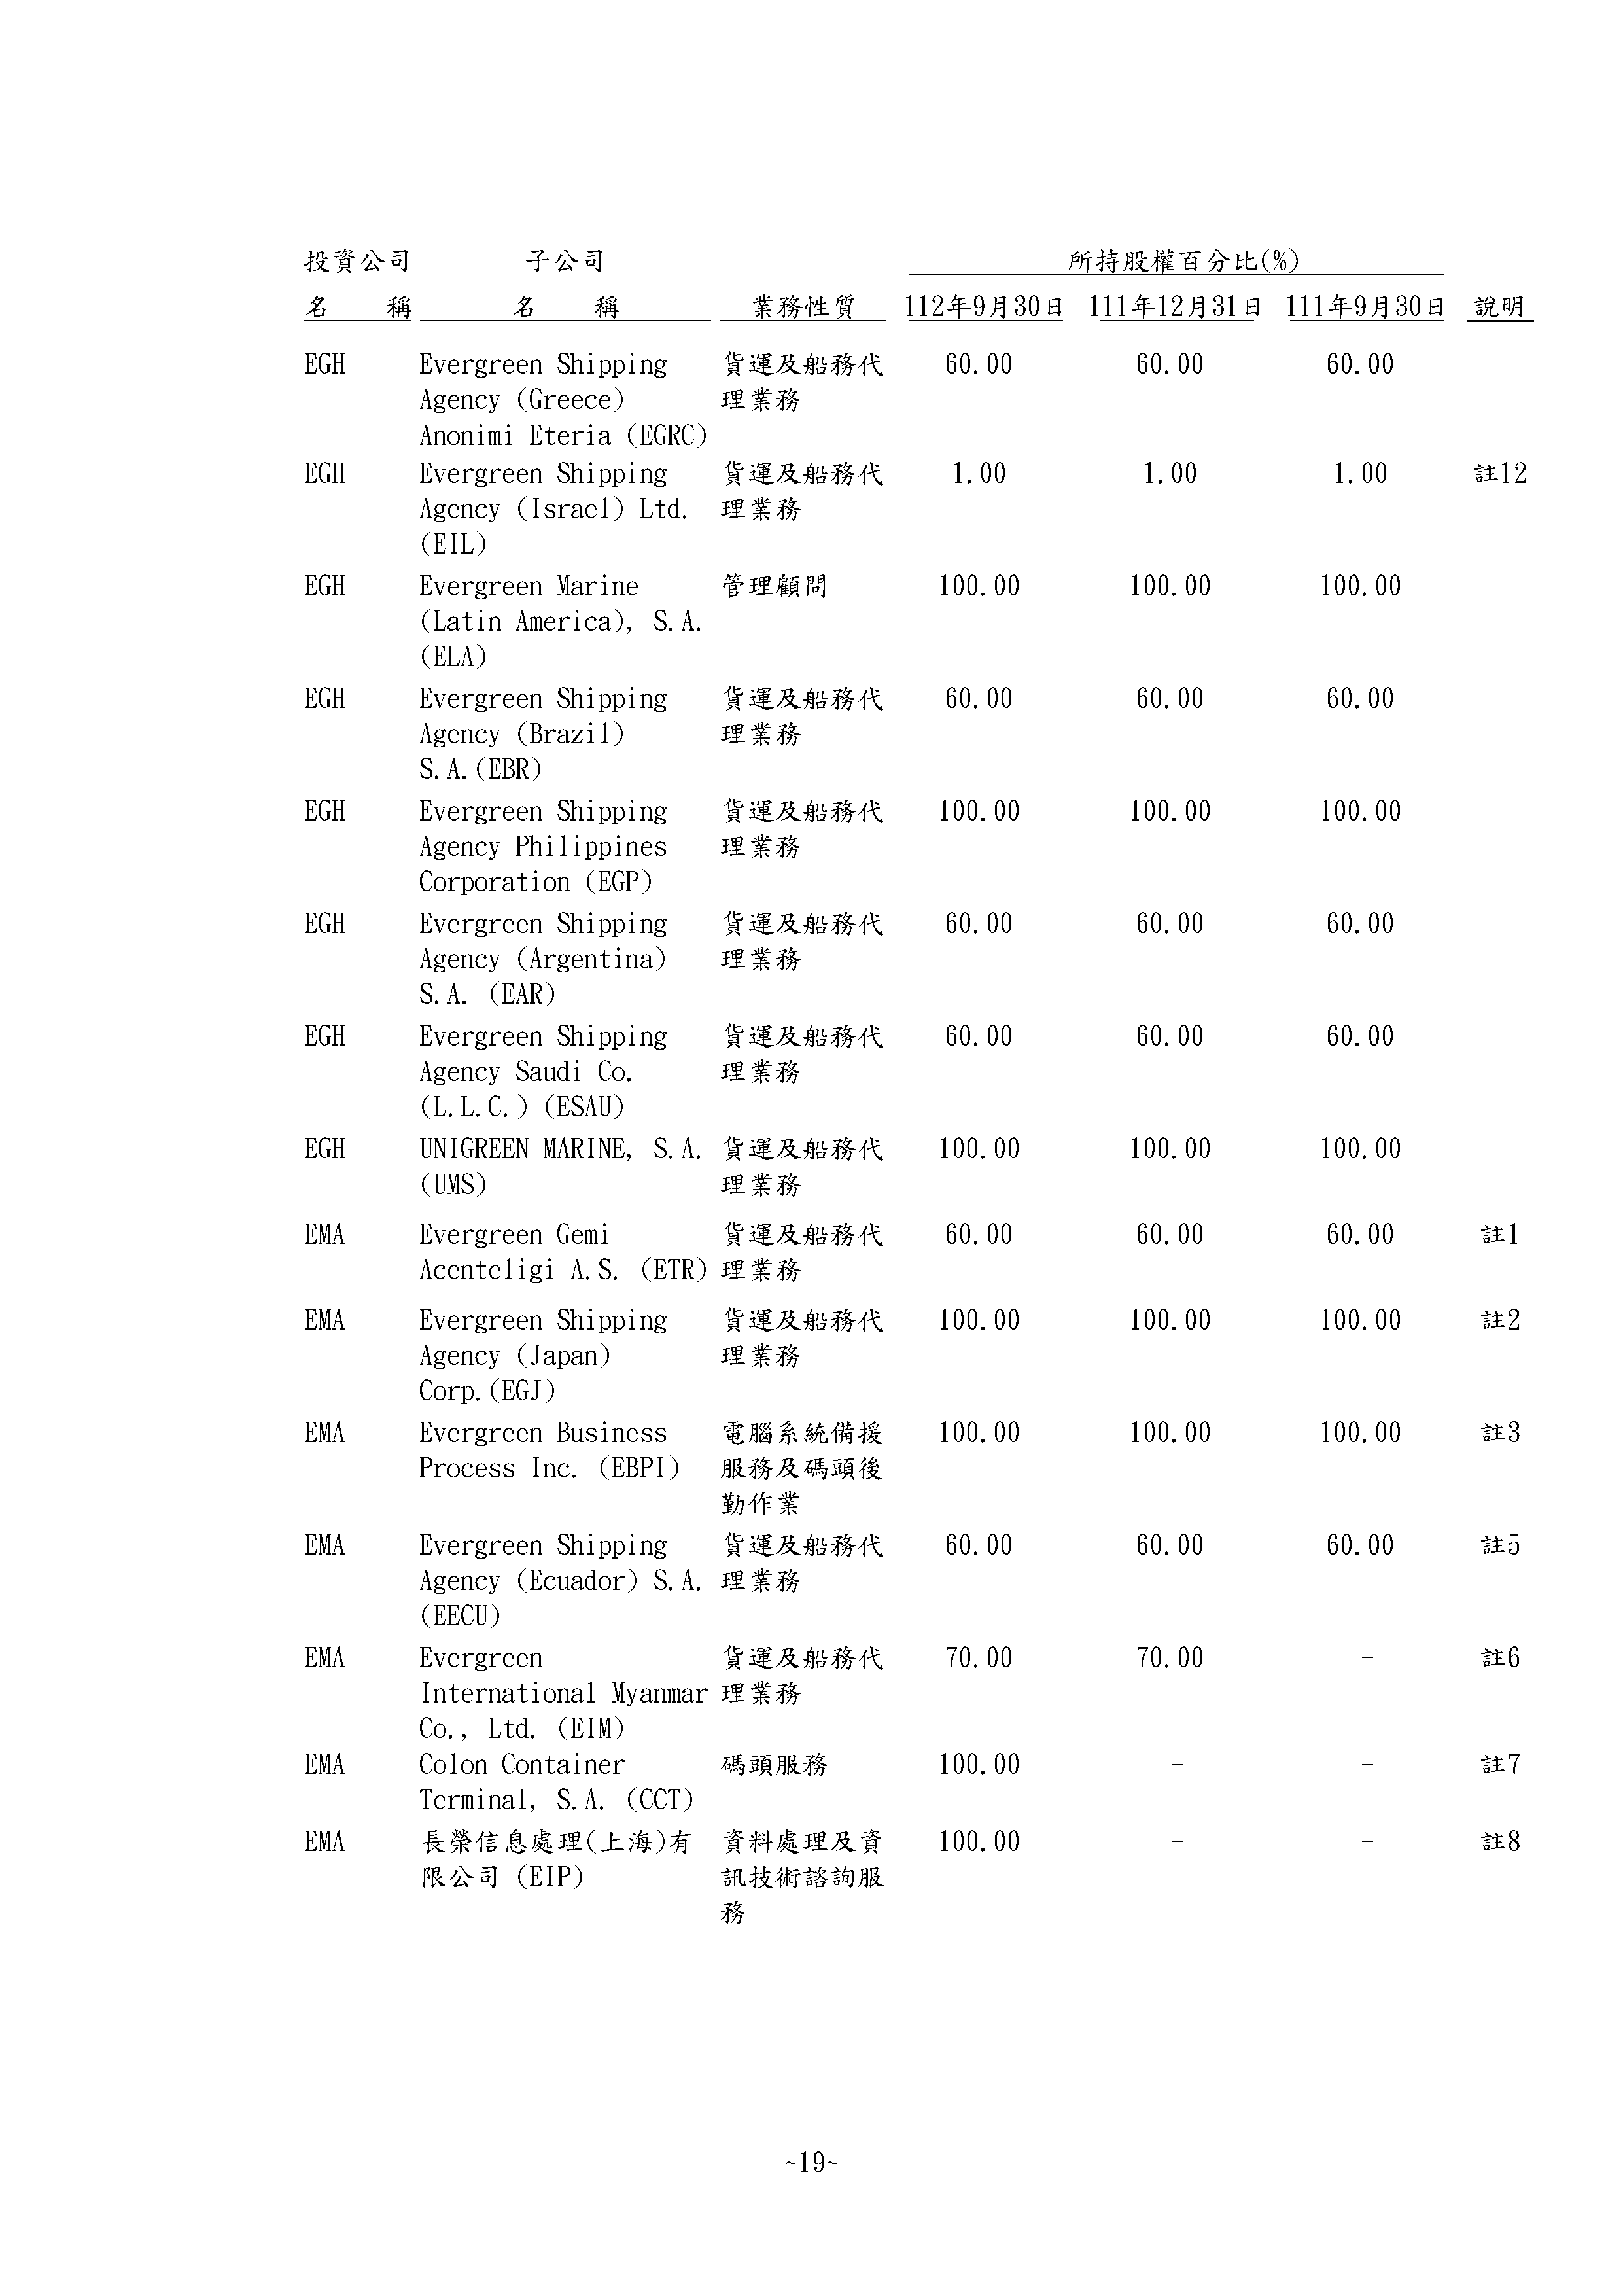 投資公司 子公司 所持股權百分比(%)
名 稱 名 稱 業務性質 112年9月30日 111年12月31日 111年9月30日 說明
EGH Evergreen Shipping 貨運及船務代 60.00 60.00 60.00
Agency (Greece) 理業務
Anonimi Eteria (EGRC)
EGH Evergreen Shipping 貨運及船務代 1.00 1.00 1.00 註12
Agency (Israel) Ltd. 理業務
(EIL)
EGH Evergreen Marine 管理顧問 100.00 100.00 100.00
(Latin America), S.A.
(ELA)
EGH Evergreen Shipping 貨運及船務代 60.00 60.00 60.00
Agency (Brazil) 理業務
S.A.(EBR)
EGH Evergreen Shipping 貨運及船務代 100.00 100.00 100.00
Agency Philippines 理業務
Corporation (EGP)
EGH Evergreen Shipping 貨運及船務代 60.00 60.00 60.00
Agency (Argentina) 理業務
S.A. (EAR)
EGH Evergreen Shipping 貨運及船務代 60.00 60.00 60.00
Agency Saudi Co. 理業務
(L.L.C.) (ESAU)
EGH UNIGREEN MARINE, S.A. 貨運及船務代 100.00 100.00 100.00
(UMS) 理業務
EMA Evergreen Gemi 貨運及船務代 60.00 60.00 60.00 註1
Acenteligi A.S. (ETR) 理業務
EMA Evergreen Shipping 貨運及船務代 100.00 100.00 100.00 註2
Agency (Japan) 理業務
Corp.(EGJ)
EMA Evergreen Business 電腦系統備援 100.00 100.00 100.00 註3
Process Inc. (EBPI) 服務及碼頭後
勤作業
EMA Evergreen Shipping 貨運及船務代 60.00 60.00 60.00 註5
Agency (Ecuador) S.A. 理業務
(EECU)
EMA Evergreen 貨運及船務代 70.00 70.00 - 註6
International Myanmar 理業務
Co., Ltd. (EIM)
EMA Colon Container 碼頭服務 100.00 - - 註7
Terminal, S.A. (CCT)
EMA 長榮信息處理(上海)有 資料處理及資 100.00 - - 註8
限公司 (EIP) 訊技術諮詢服
務
~19~